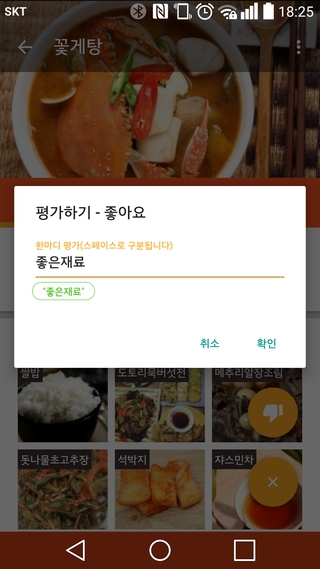 SKT 18:25
꽃게탕
평가하기 - 좋아요
한마디 평가(스페이스로 구분됩니다)
좋은재료
"좋은재료"
취소 확인
쌀밥 도토리묵버섯전 메추리알장조림
돗나물초고추장 석박지 쟈스민차